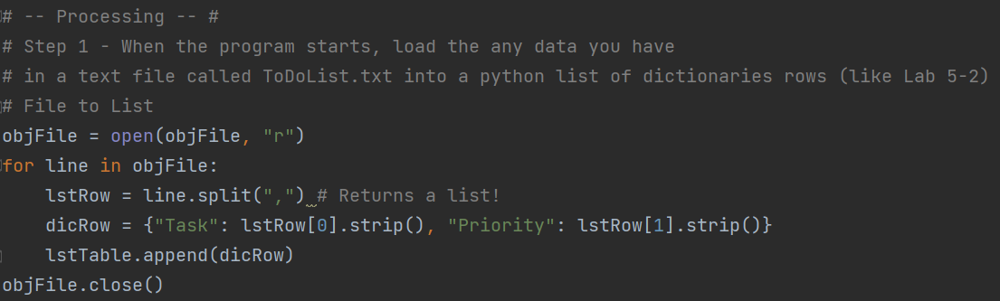 # -- Processing -- #
# Step 1 - When the program starts, load the any data you have
# in a text file called ToDoList.txt into a python list of dictionaries rows (like Lab 5-2)
# File to List
objFile = open(objFile, "r")
for line in objFile:
    lstRow = line.split(",") # Returns a list!
    dicRow = {"Task": lstRow[0].strip(), "Priority": lstRow[1].strip()}
    lstTable.append(dicRow)
objFile.close()